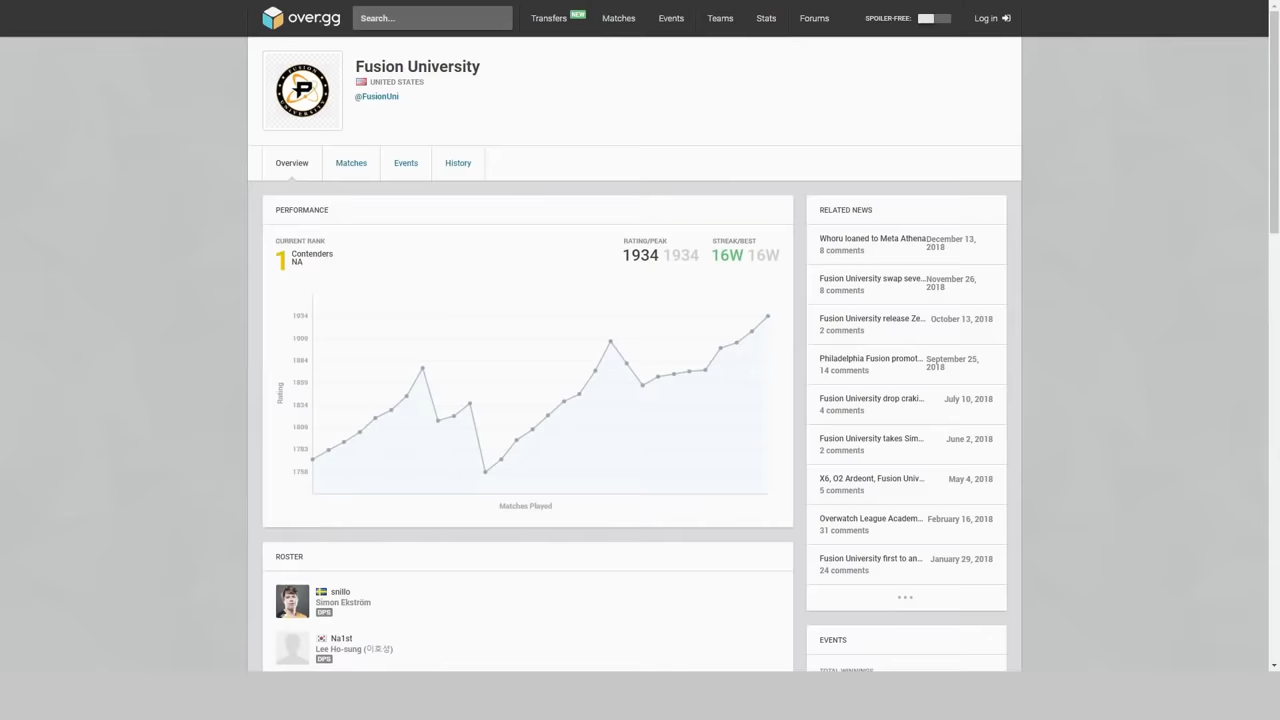 over.gg
Search...
Transfers NEW
Matches
Events
Teams
Stats
Forums
SPOILER-FREE:
Log in
FUSION
UNIVERSITY
Fusion University
UNITED STATES
@FusionUni
Overview
Matches
Events
History
PERFORMANCE
CURRENT RANK
1 Contenders
NA
RATING/PEAK
1934 1934
STREAK/BEST
16W 16W
1934
1909
1884
1859
1834
1809
1783
1758
Rating
Matches Played
ROSTER
snillo
Simon Ekström
DPS
Na1st
Lee Ho-sung (이호성)
DPS
RELATED NEWS
Whoru loaned to Meta Athena December 13, 2018
8 comments
Fusion University swap seve... November 26, 2018
8 comments
Fusion University release Ze... October 13, 2018
2 comments
Philadelphia Fusion promot... September 25, 2018
14 comments
Fusion University drop craki... July 10, 2018
4 comments
Fusion University takes Sim... June 2, 2018
2 comments
X6, O2 Ardeont, Fusion Univ... May 4, 2018
5 comments
Overwatch League Academ... February 16, 2018
31 comments
Fusion University first to an... January 29, 2018
24 comments
EVENTS
TOTAL WINNINGS